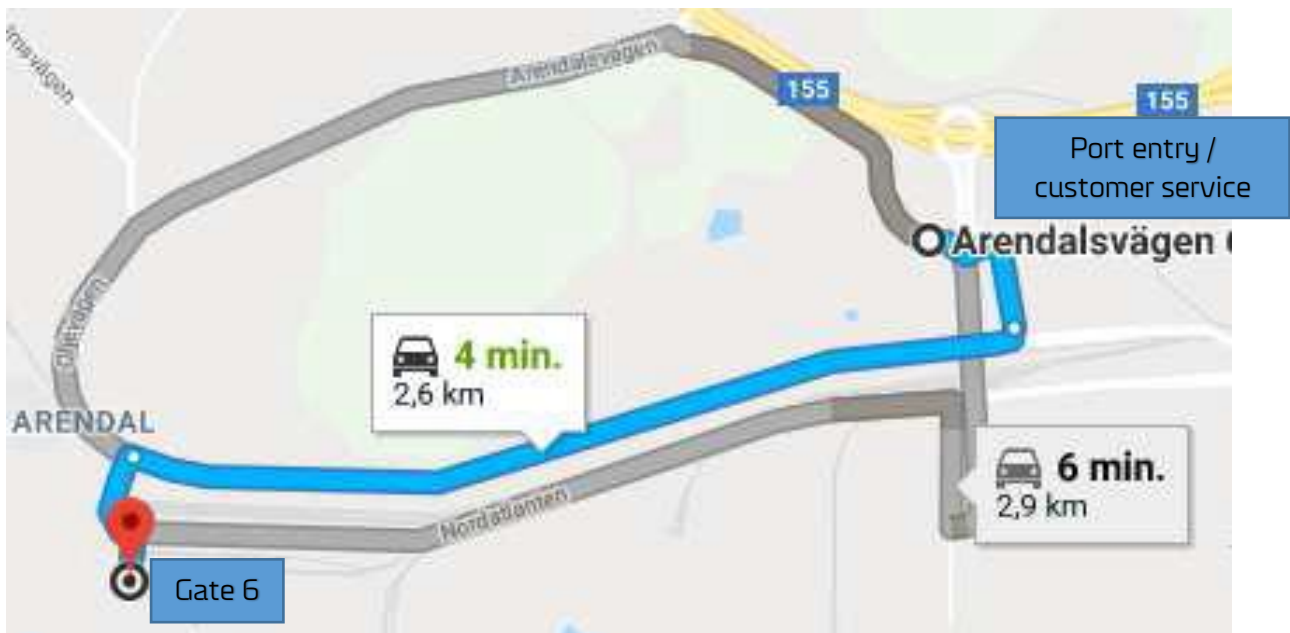 Arendalsvägen
155
155
Port entry /
customer service
Arendalsvägen
Oljevägen
4 min.
2,6 km
ARENDAL
6 min.
2,9 km
Nordatlanten
Gate 6